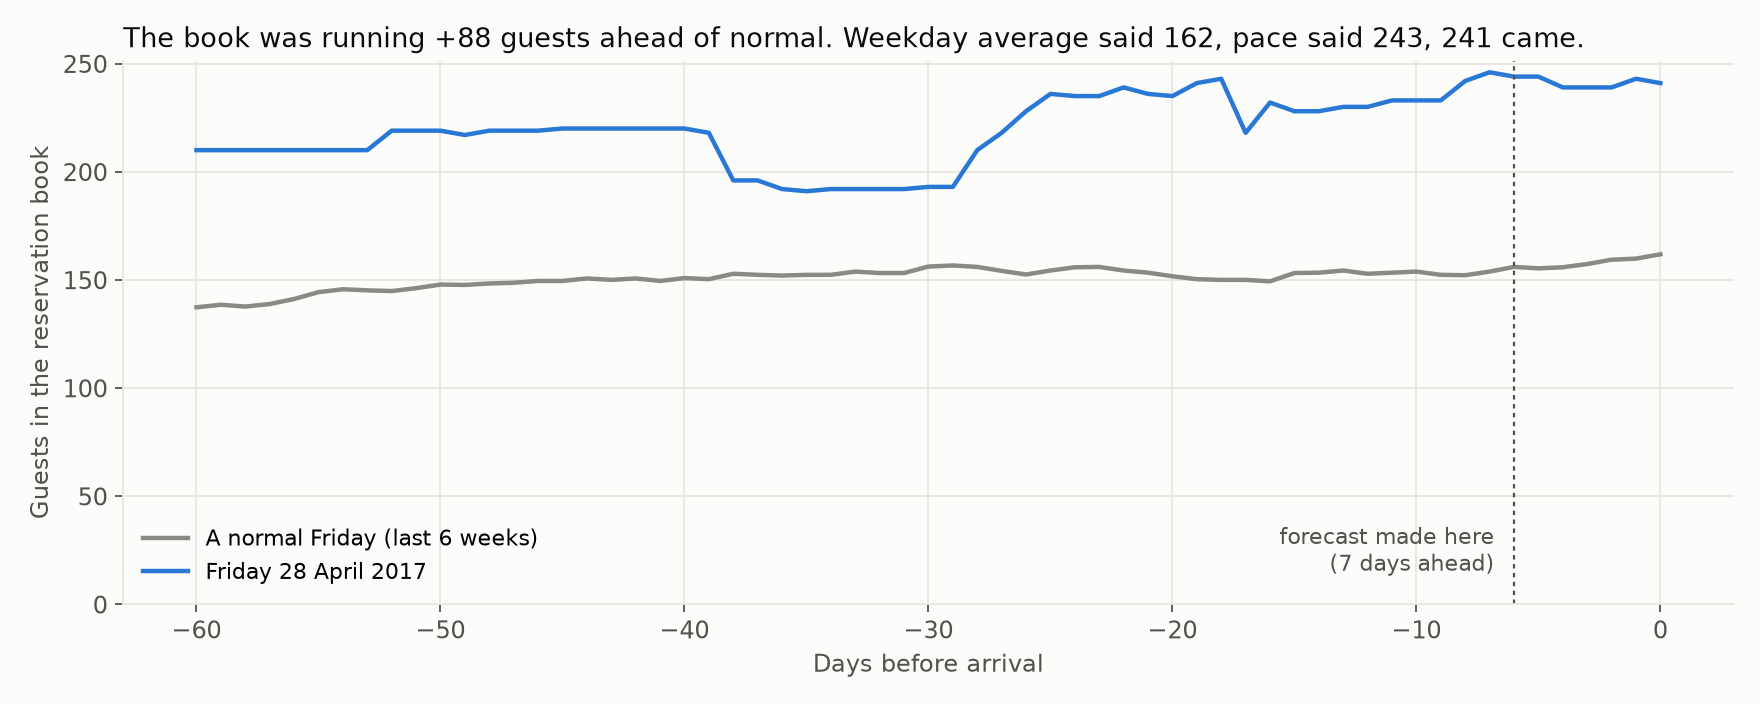 The book was running +88 guests ahead of normal. Weekday average said 162, pace said 243, 241 came.
Guests in the reservation book
250
200
150
100
50
0
A normal Friday (last 6 weeks)
Friday 28 April 2017
forecast made here
(7 days ahead)
−60
−50
−40
−30
−20
−10
0
Days before arrival